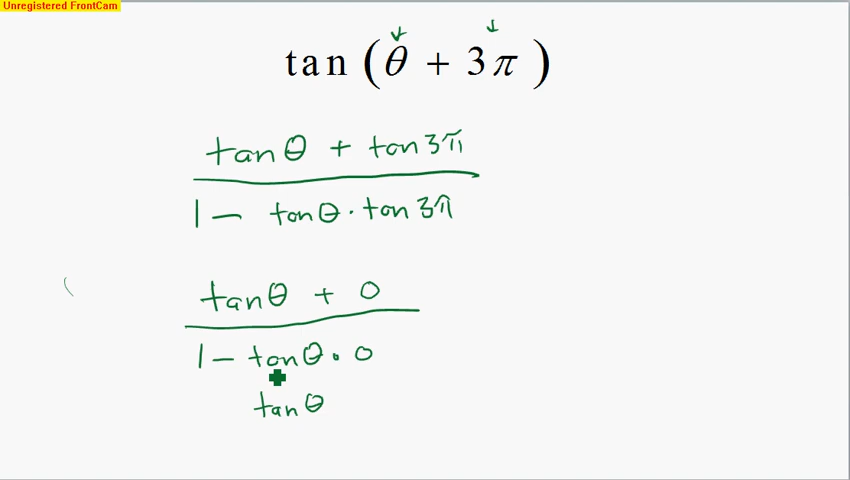 Unregistered FrontCam
tan (θ + 3π)
tanθ + tan3π
1 - tanθ · tan3π
tanθ + 0
1 - tanθ · 0
tanθ